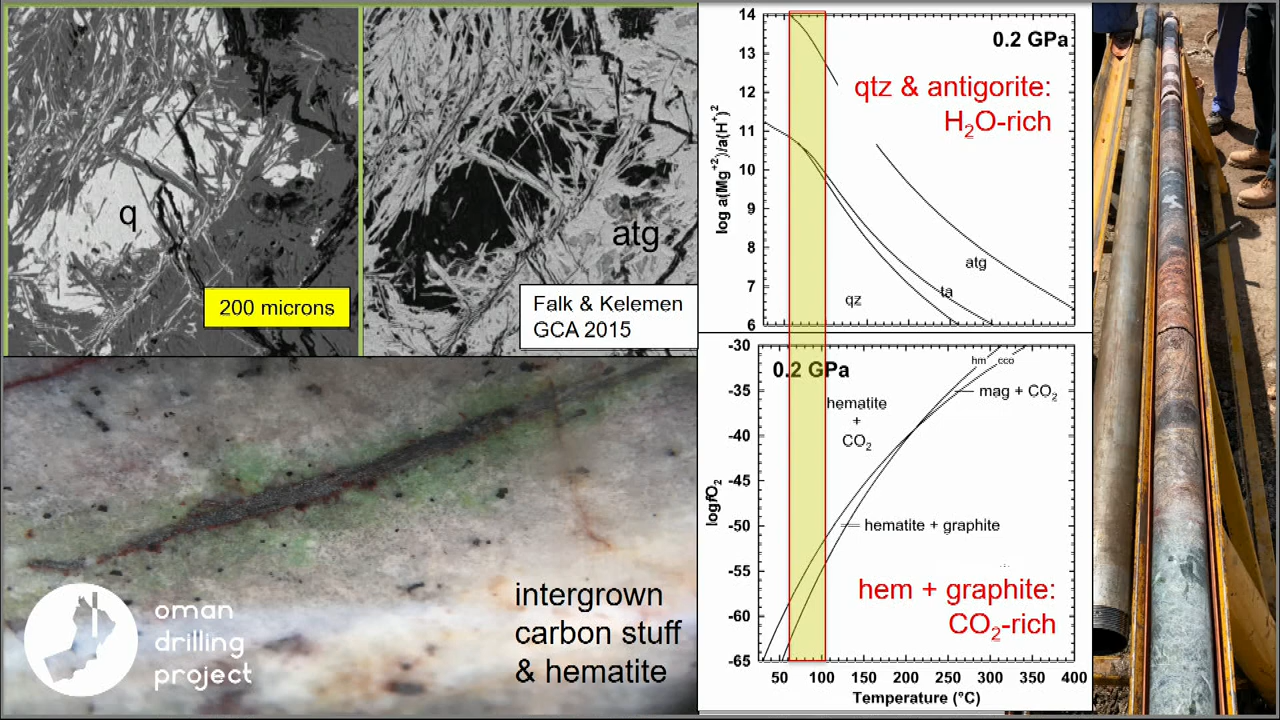 q
200 microns
atg
Falk & Kelemen
GCA 2015
oman
drilling
project
intergrown
carbon stuff
& hematite
0.2 GPa
qtz & antigorite:
H₂O-rich
14
13
12
11
10
9
8
7
6
log a(Mg⁺²)/a(H⁺)²
atg
ta
qz
0.2 GPa
-30
-35
-40
-45
-50
-55
-60
-65
logfO₂
hm
cco
mag + CO₂
hematite
+
CO₂
hematite + graphite
hem + graphite:
CO₂-rich
50 100 150 200 250 300 350 400
Temperature (°C)